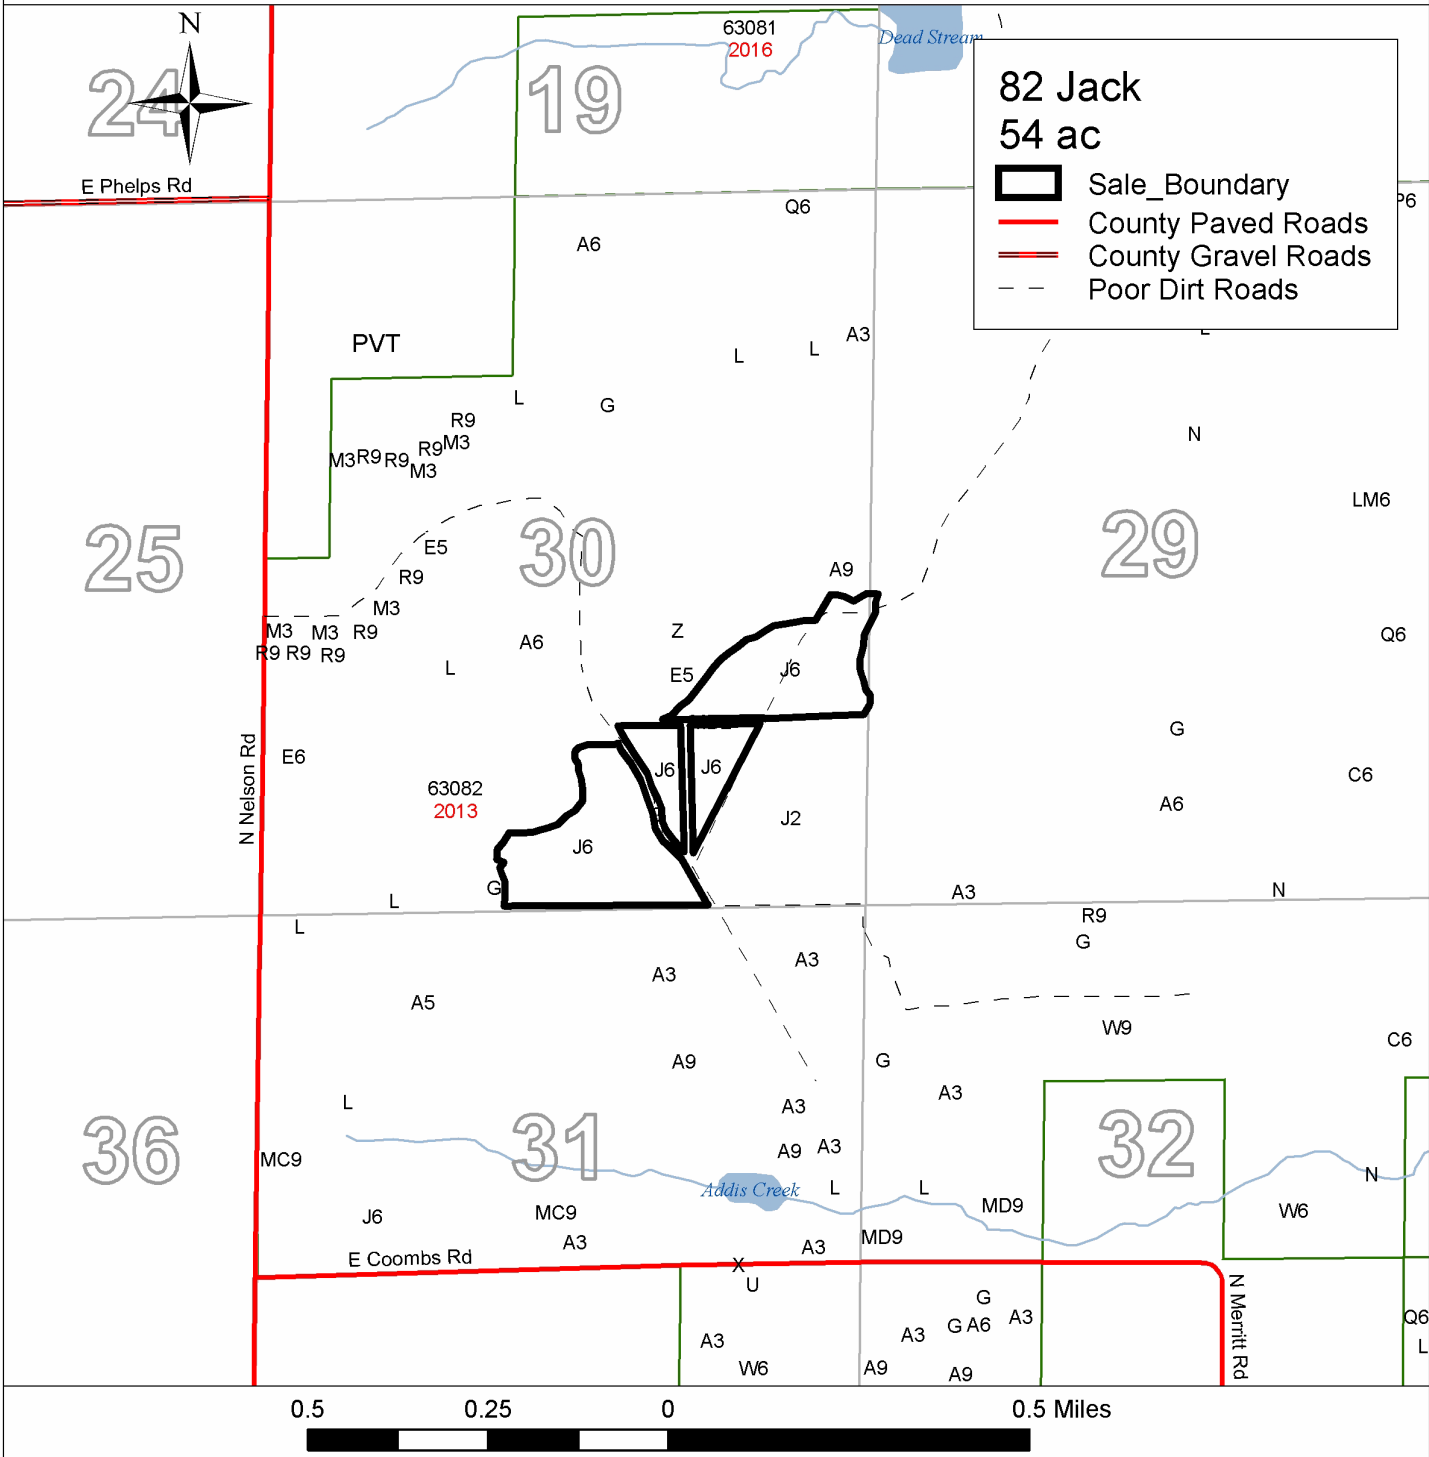 N
63081
2016
Dead Stream
24
19
82 Jack
54 ac
Sale_Boundary
County Paved Roads
County Gravel Roads
Poor Dirt Roads
E Phelps Rd
Q6
P6
A6
PVT
A3
L
L
L
G
R9
R9
M3
M3
R9
R9
M3
N
LM6
25
30
29
E5
R9
A9
M3
M3
M3
R9
R9
R9
R9
A6
Z
Q6
L
E5
J6
N Nelson Rd
E6
G
J6
J6
C6
63082
2013
A6
J2
J6
G
L
A3
N
L
R9
G
A3
A3
A5
W9
C6
A9
G
A3
L
A3
36
31
32
A9
A3
MC9
N
Addis Creek
L
L
MD9
W6
J6
MC9
A3
A3
MD9
E Coombs Rd
X
U
N Merritt Rd
G
G
A6
A3
Q6
A3
A3
L
W6
A9
A9
0.5
0.25
0
0.5 Miles